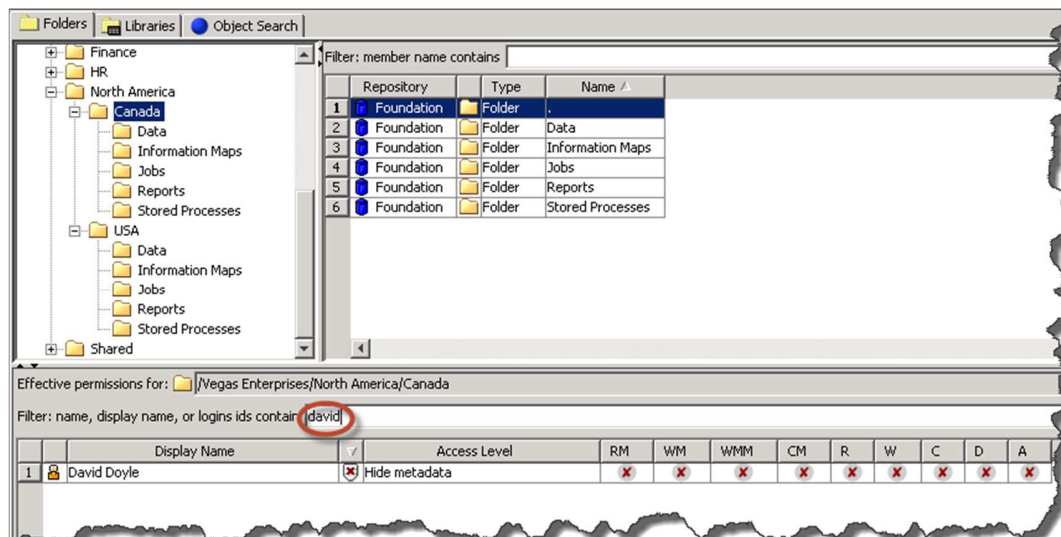 Folders Libraries Object Search
Finance
HR
North America
Canada
Data
Information Maps
Jobs
Reports
Stored Processes
USA
Data
Information Maps
Jobs
Reports
Stored Processes
Shared
Filter: member name contains
Repository Type Name
1 Foundation Folder .
2 Foundation Folder Data
3 Foundation Folder Information Maps
4 Foundation Folder Jobs
5 Foundation Folder Reports
6 Foundation Folder Stored Processes
Effective permissions for: /Vegas Enterprises/North America/Canada
Filter: name, display name, or logins ids contain david
Display Name Access Level RM WM WMM CM R W C D A
1 David Doyle Hide metadata